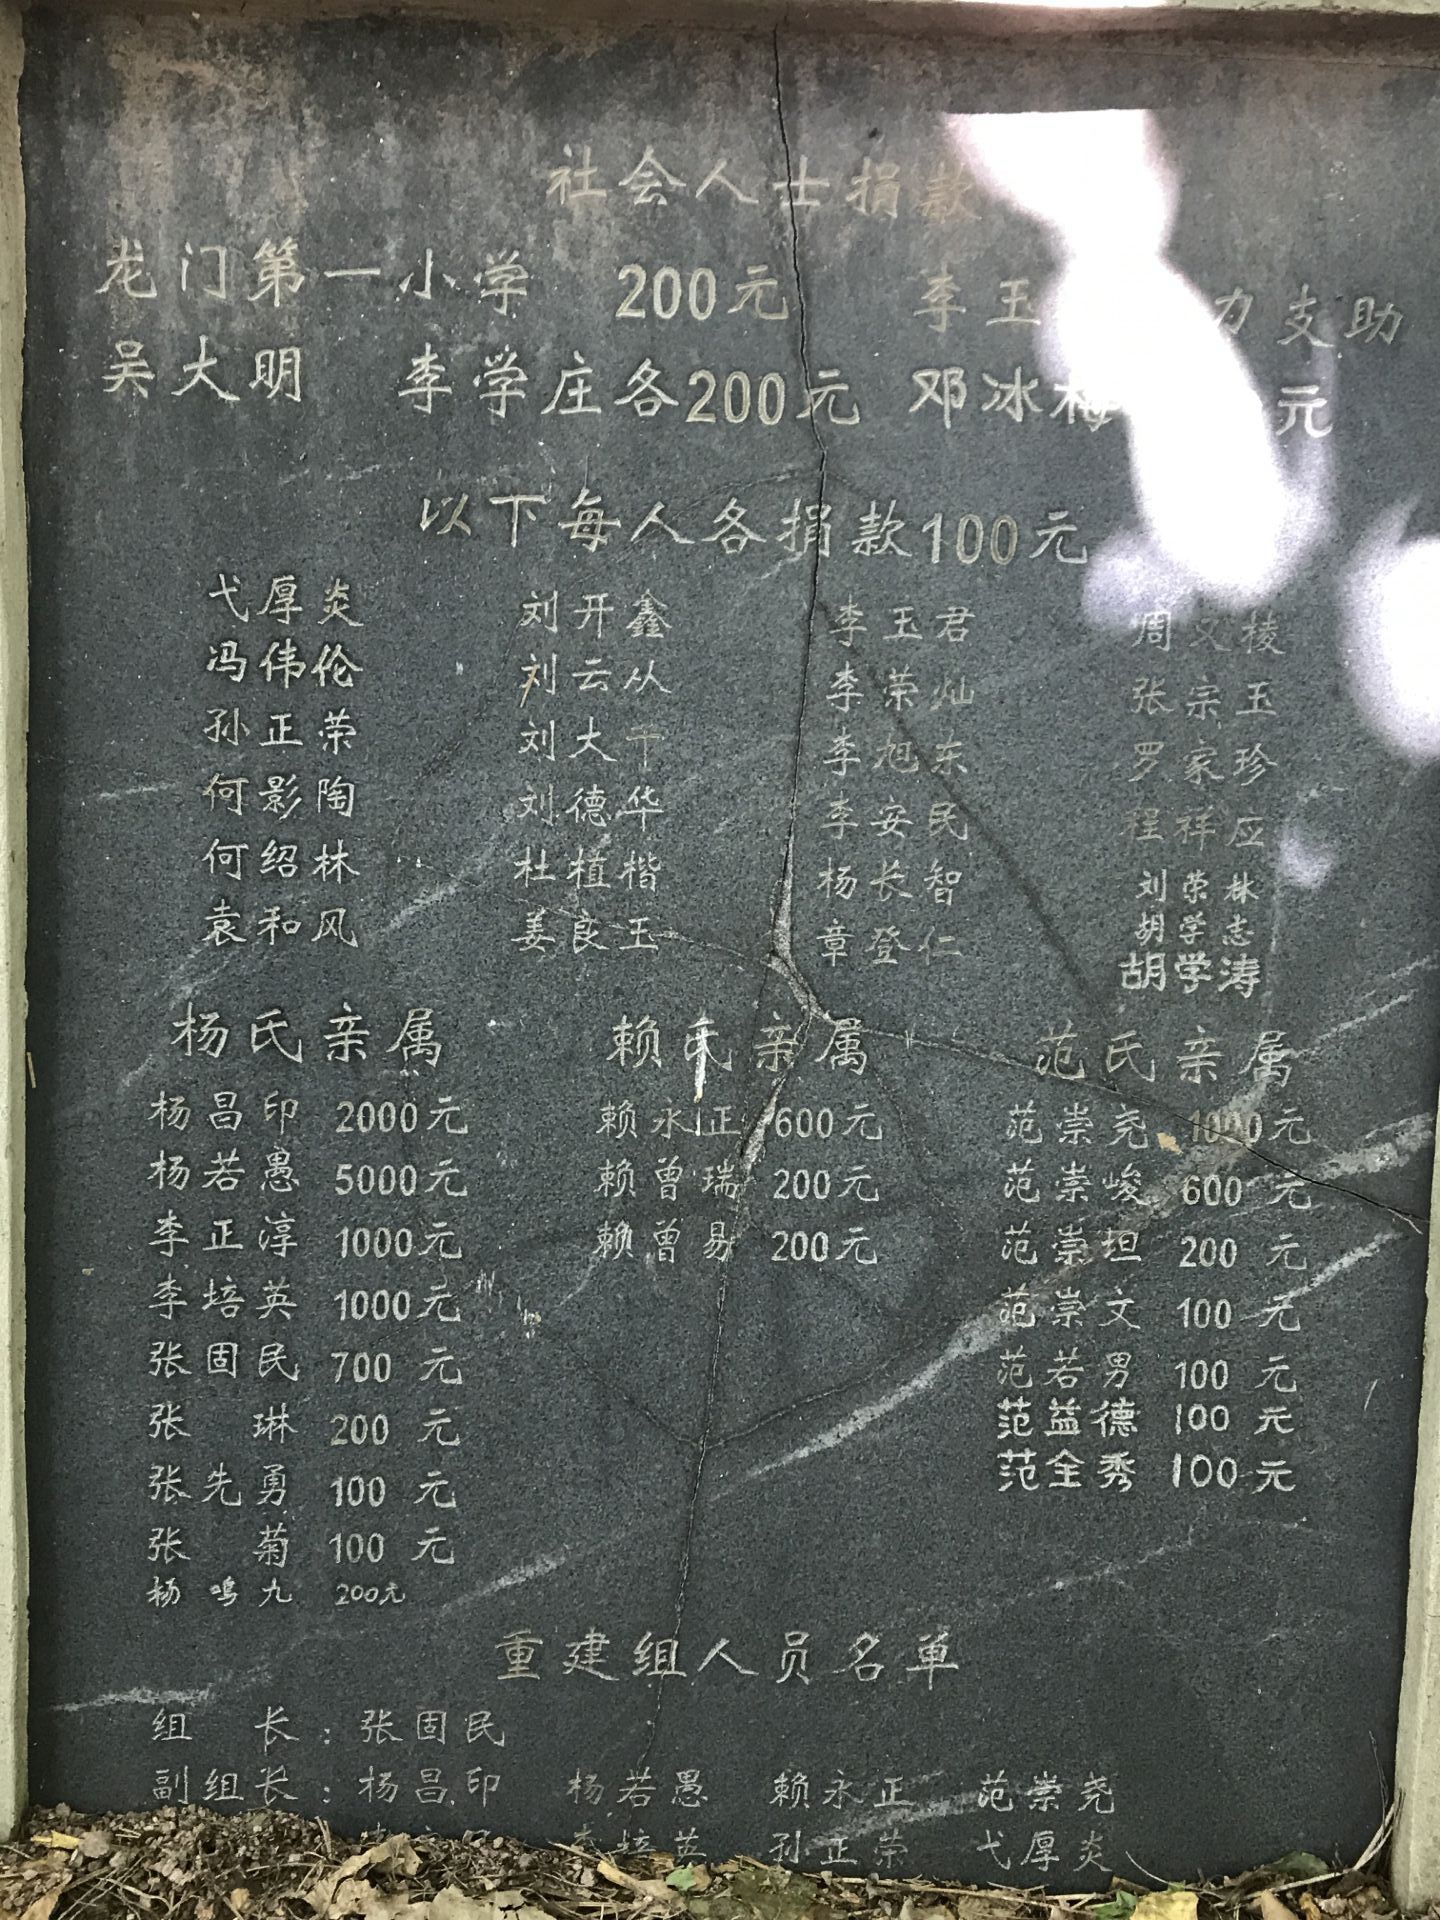 社会人士捐款
龙门第一小学 200元 李玉 力支助
吴大明 李学庄各200元 邓冰梅 元
以下每人各捐款100元
弋厚炎 刘开鑫 李玉君 周文棱
冯伟伦 刘云从 李荣灿 张宗玉
孙正荣 刘大千 李旭东 罗家珍
何影陶 刘德华 李安民 程祥应
何绍林 杜植楷 杨长智 刘荣林
袁和风 姜良玉 章登仁 胡学志
胡学涛
杨氏亲属 赖氏亲属 范氏亲属
杨昌印 2000元 赖永正 600元 范崇尧 1000元
杨若愚 5000元 赖曾瑞 200元 范崇峻 600元
李正淳 1000元 赖曾易 200元 范崇坦 200元
李培英 1000元 范崇文 100元
张固民 700元 范若男 100元
张琳 200元 范益德 100元
张先勇 100元 范全秀 100元
张菊 100元
杨鸣九 200元
重建组人员名单
组长：张固民
副组长：杨昌印 杨若愚 赖永正 范崇尧
李培英 孙正荣 弋厚炎